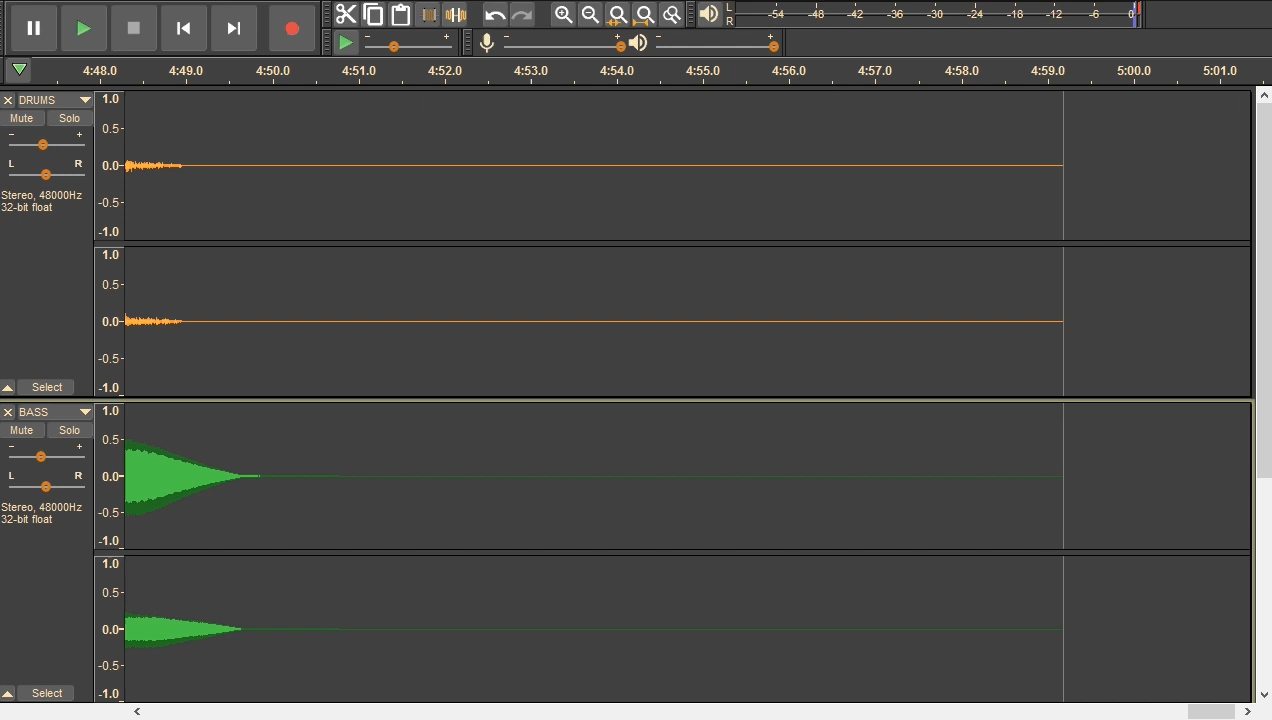 L
R
-54 -48 -42 -36 -30 -24 -18 -12 -6 0
- +
- +
- +
4:48.0 4:49.0 4:50.0 4:51.0 4:52.0 4:53.0 4:54.0 4:55.0 4:56.0 4:57.0 4:58.0 4:59.0 5:00.0 5:01.0
DRUMS
Mute Solo
- +
L R
Stereo, 48000Hz
32-bit float
Select
1.0
0.5-
0.0-
-0.5-
-1.0
1.0
0.5-
0.0-
-0.5-
-1.0
BASS
Mute Solo
- +
L R
Stereo, 48000Hz
32-bit float
Select
1.0
0.5-
0.0-
-0.5-
-1.0
1.0
0.5-
0.0-
-0.5-
-1.0